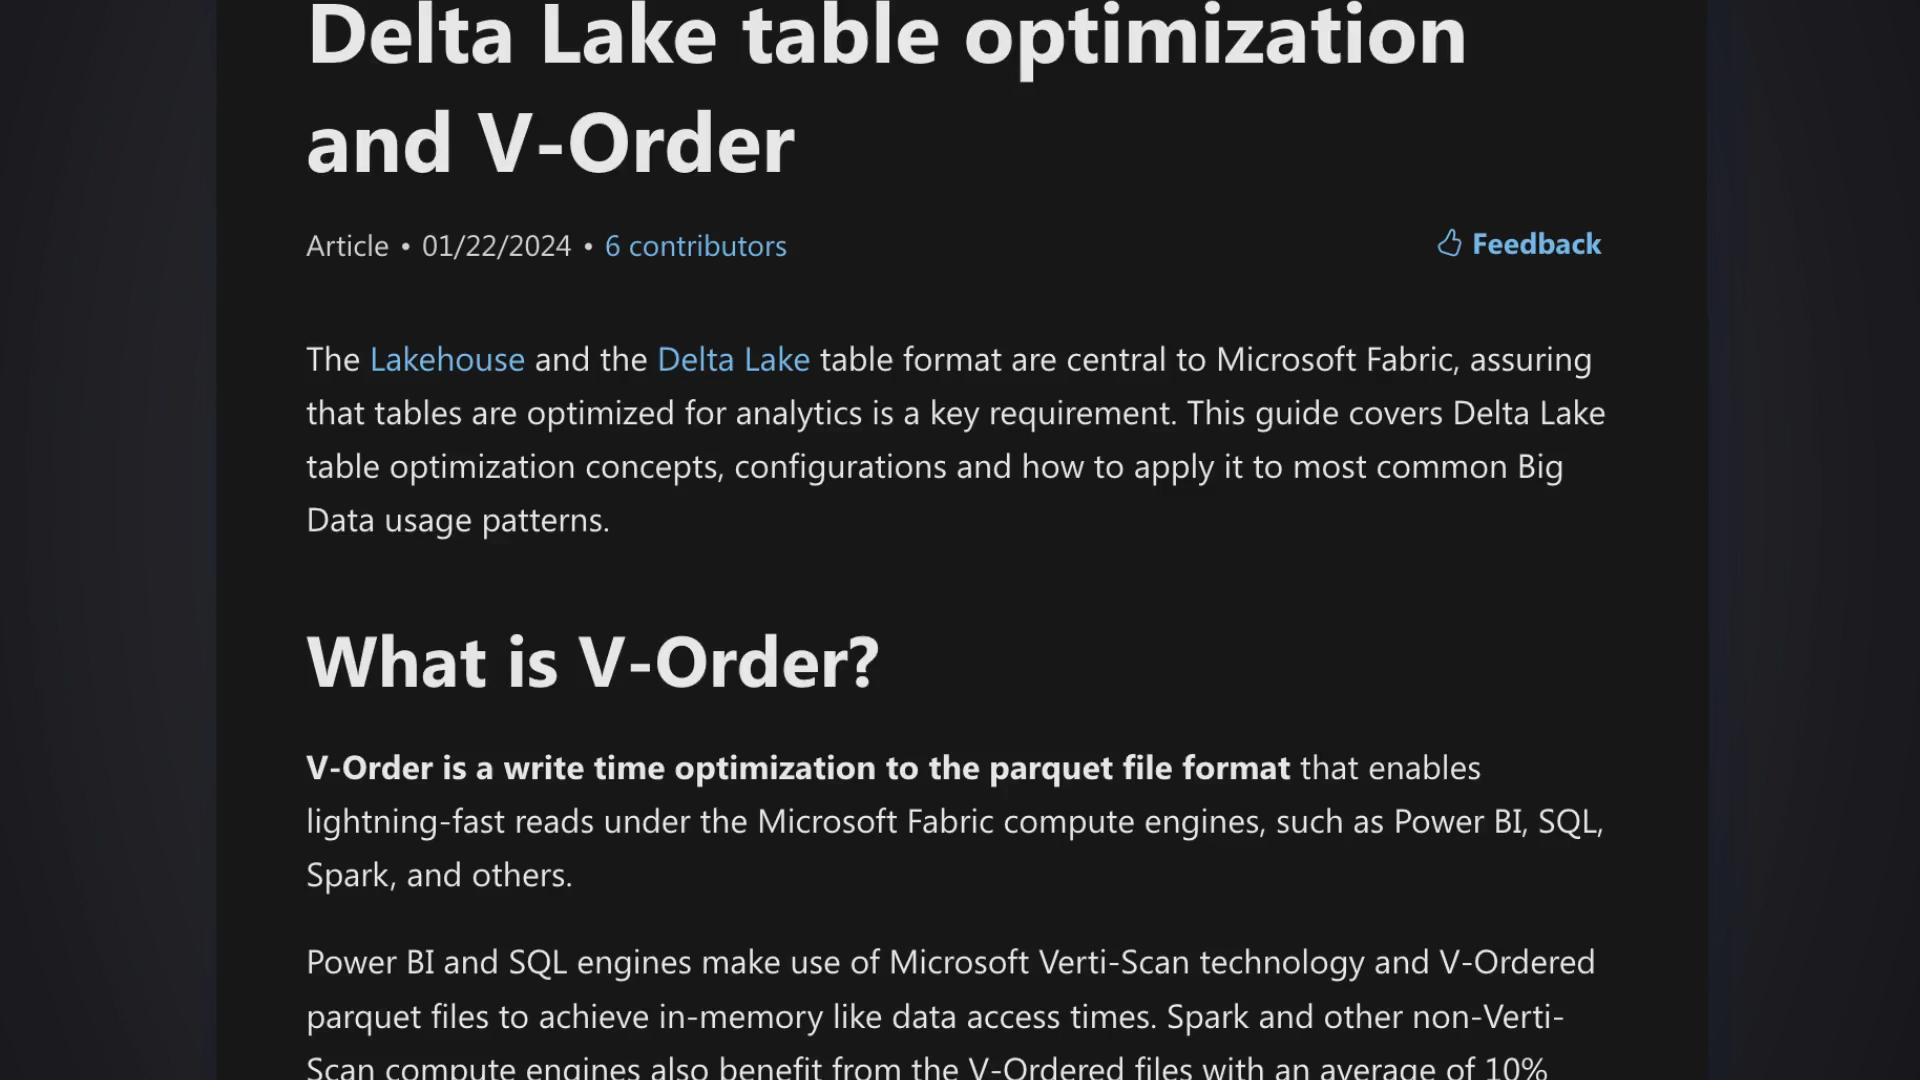 Delta Lake table optimization
and V-Order
Article • 01/22/2024 • 6 contributors
Feedback
The Lakehouse and the Delta Lake table format are central to Microsoft Fabric, assuring
that tables are optimized for analytics is a key requirement. This guide covers Delta Lake
table optimization concepts, configurations and how to apply it to most common Big
Data usage patterns.
What is V-Order?
V-Order is a write time optimization to the parquet file format that enables
lightning-fast reads under the Microsoft Fabric compute engines, such as Power BI, SQL,
Spark, and others.
Power BI and SQL engines make use of Microsoft Verti-Scan technology and V-Ordered
parquet files to achieve in-memory like data access times. Spark and other non-Verti-
Scan compute engines also benefit from the V-Ordered files with an average of 10%